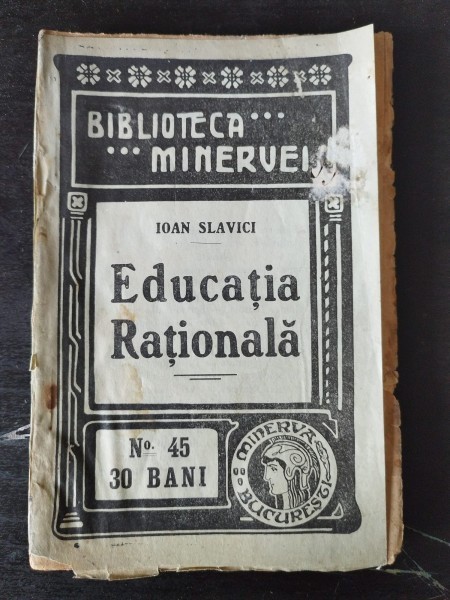 BIBLIOTECA...
...MINERVEI
IOAN SLAVICI
Educația
Rațională
No. 45
30 BANI
MINERVA
BUCUREȘTI